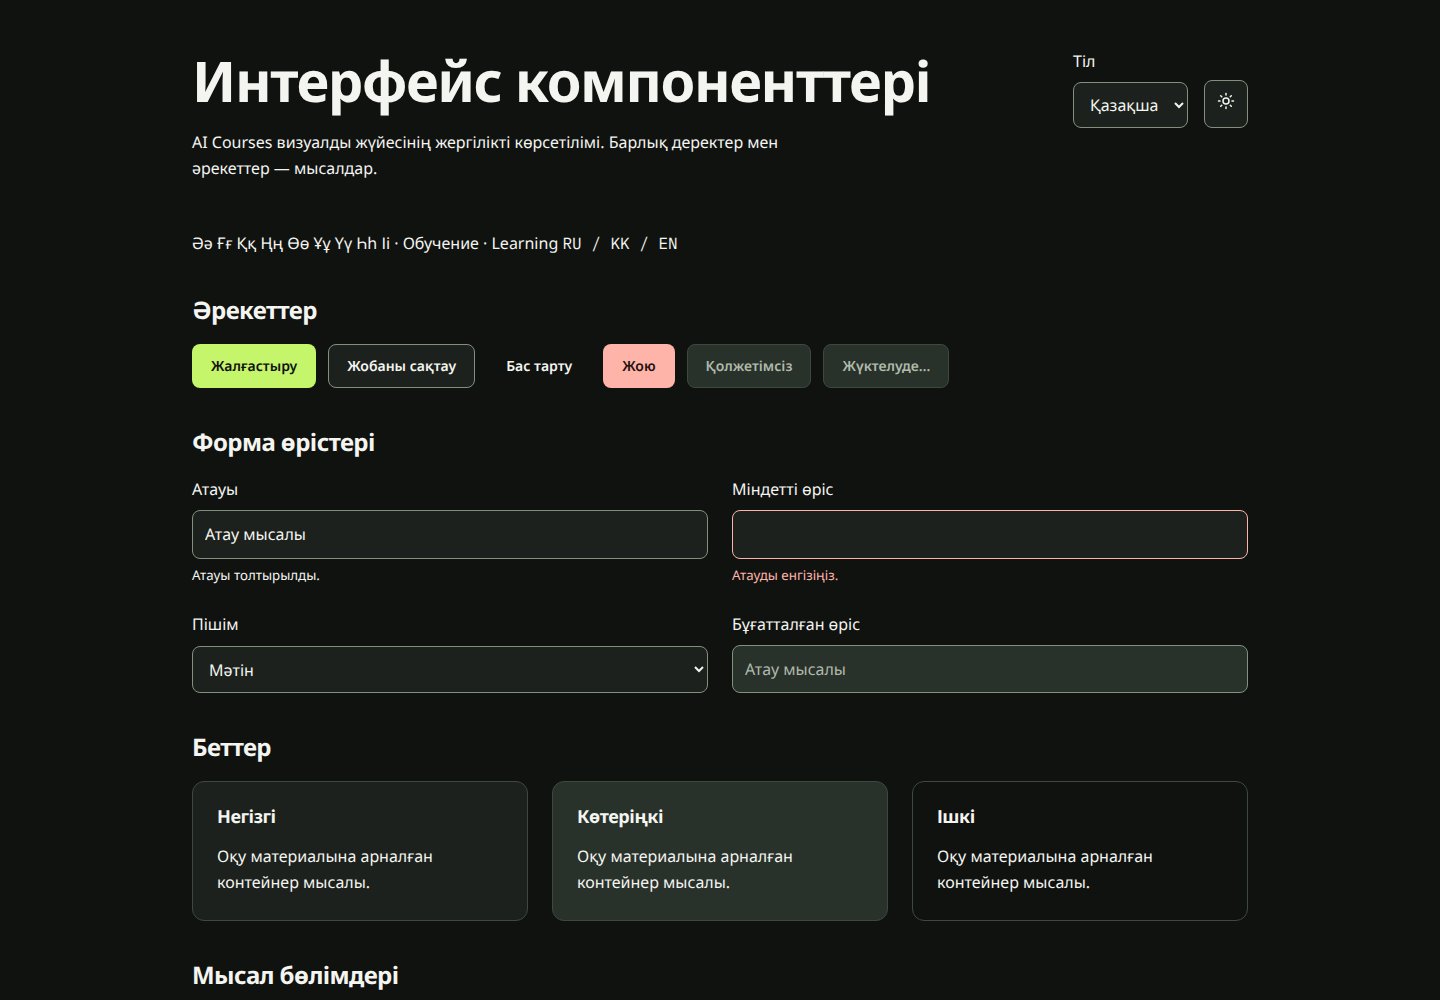 Интерфейс компоненттері
Тіл
Қазақша
AI Courses визуалды жүйесінің жергілікті көрсетілімі. Барлық деректер мен
әрекеттер — мысалдар.
Әә Ғғ Ққ Ңң Өө Ұұ Үү Һһ Іі · Обучение · Learning RU / KK / EN
Әрекеттер
Жалғастыру
Жобаны сақтау
Бас тарту
Жою
Қолжетімсіз
Жүктелуде…
Форма өрістері
Атауы
Міндетті өріс
Атау мысалы
Атауы толтырылды.
Атауды енгізіңіз.
Пішім
Бұғатталған өріс
Мәтін
Атау мысалы
Беттер
Негізгі
Оқу материалына арналған
контейнер мысалы.
Көтеріңкі
Оқу материалына арналған
контейнер мысалы.
Ішкі
Оқу материалына арналған
контейнер мысалы.
Мысал бөлімдері